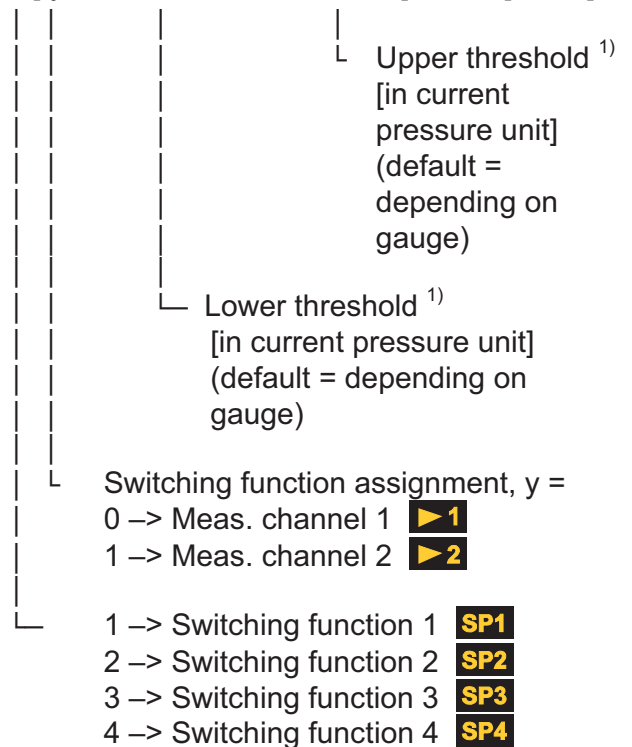 Upper threshold 1)
[in current
pressure unit]
(default =
depending on
gauge)
Lower threshold 1)
[in current pressure unit]
(default = depending on
gauge)
Switching function assignment, y =
0 –> Meas. channel 1 ►1
1 –> Meas. channel 2 ►2
1 –> Switching function 1 SP1
2 –> Switching function 2 SP2
3 –> Switching function 3 SP3
4 –> Switching function 4 SP4